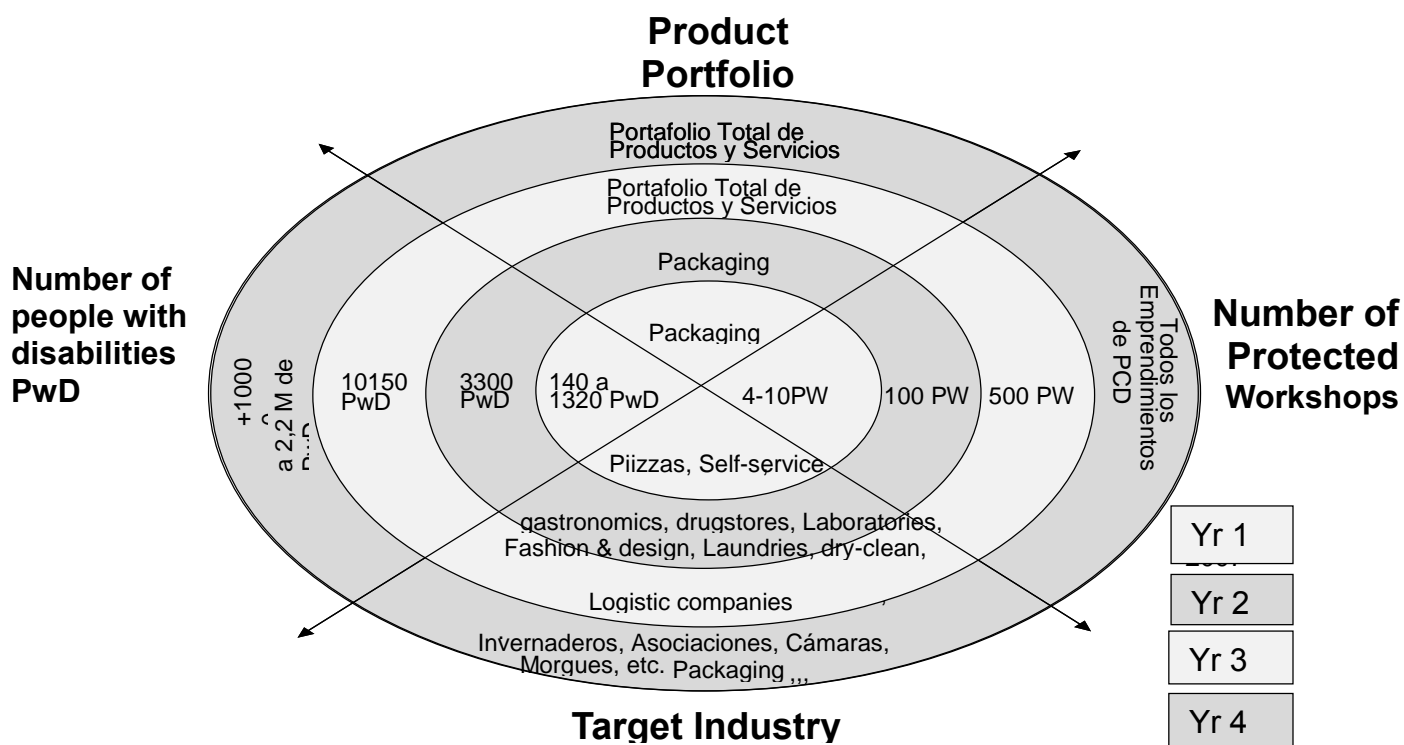 Product
Portfolio
Portafolio Total de
Productos y Servicios
Portafolio Total de
Productos y Servicios
Packaging
Packaging
Number of
people with
disabilities
PwD
+1000
a 2,2 M de
10150
PwD
3300
PwD
140 a
1320 PwD
4-10PW
100 PW
500 PW
Todos los
Emprendimientos
de PCD
Number of
Protected
Workshops
Piizzas, Self-service
gastronomics, drugstores, Laboratories,
Fashion & design, Laundries, dry-clean,
Logistic companies
Invernaderos, Asociaciones, Cámaras,
Morgues, etc. Packaging ,,,
Target Industry
Yr 1
Yr 2
Yr 3
Yr 4